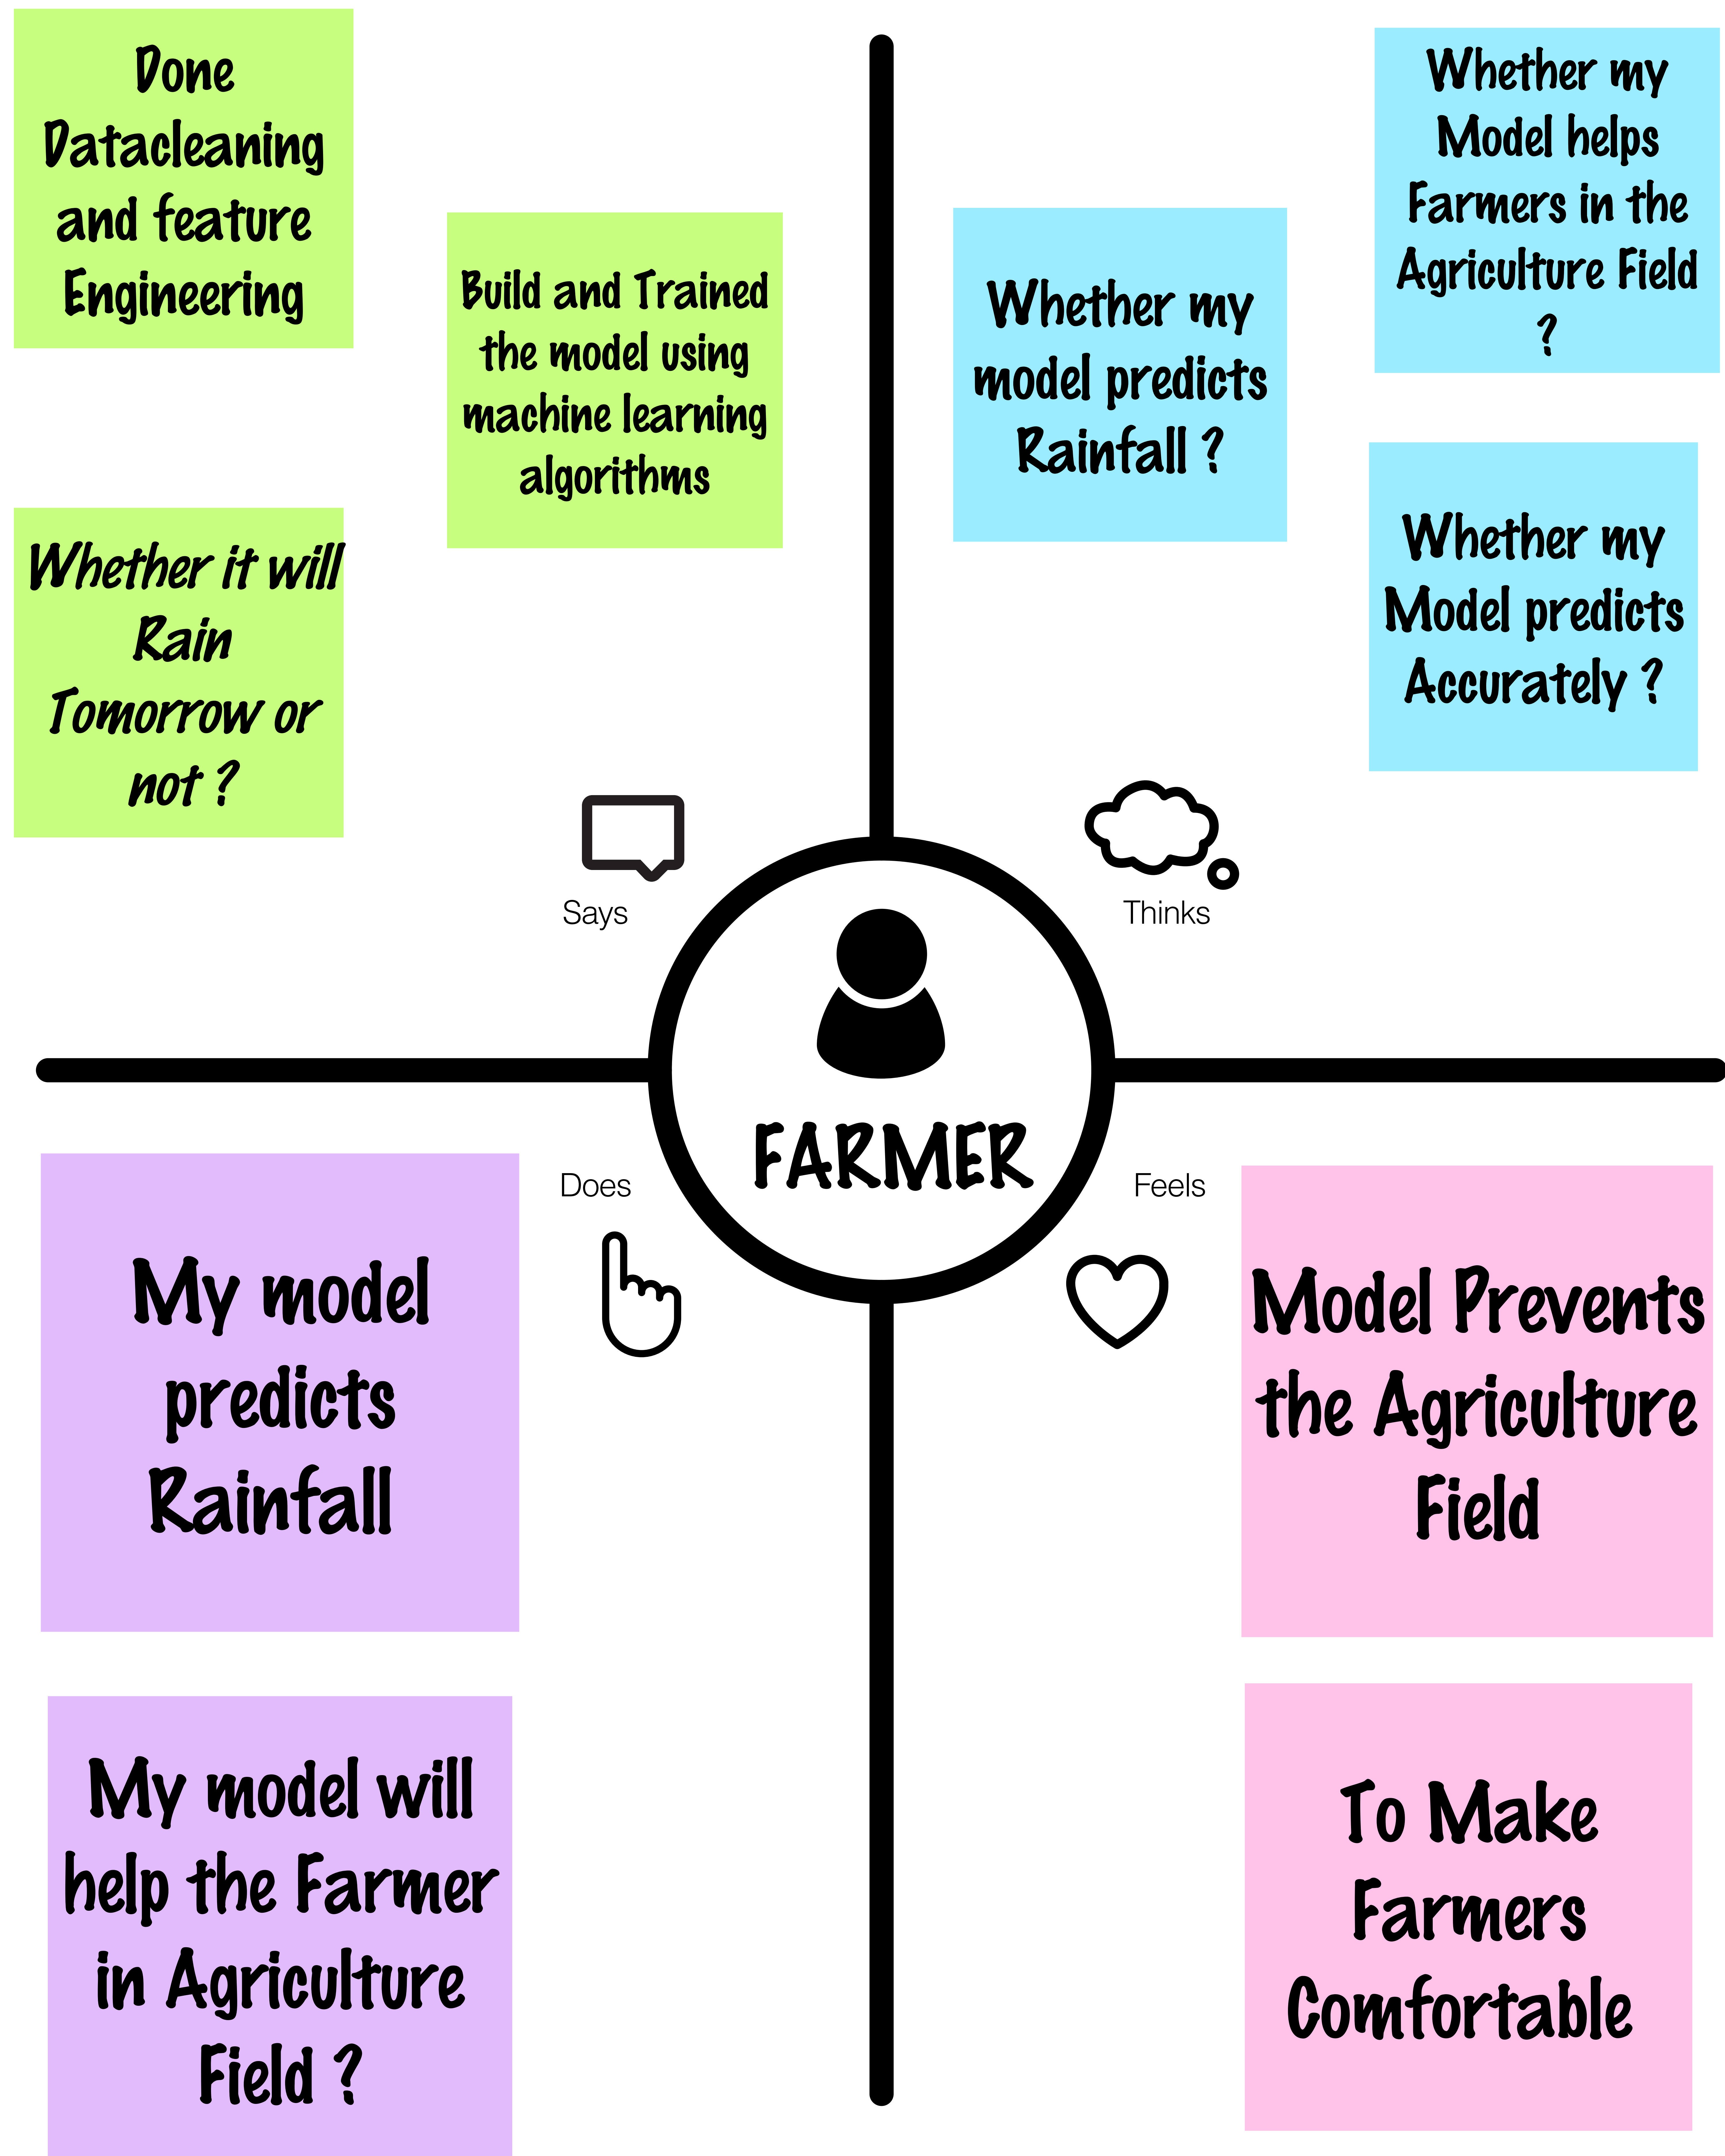 Done
Datacleaning
and feature
Engineering
Build and Trained
the model using
machine learning
algorithms
Whether it will
Rain
Tomorrow or
not ?
Says
Whether my
model predicts
Rainfall ?
Whether my
Model helps
Farmers in the
Agriculture Field
?
Whether my
Model predicts
Accurately ?
Thinks
FARMER
Does
My model
predicts
Rainfall
My model will
help the Farmer
in Agriculture
Field ?
Feels
Model Prevents
the Agriculture
Field
To Make
Farmers
Comfortable